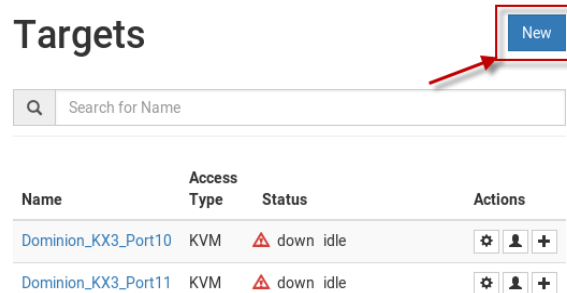 Targets
New
Search for Name
Access
Name Type Status Actions
Dominion_KX3_Port10 KVM down idle
Dominion_KX3_Port11 KVM down idle